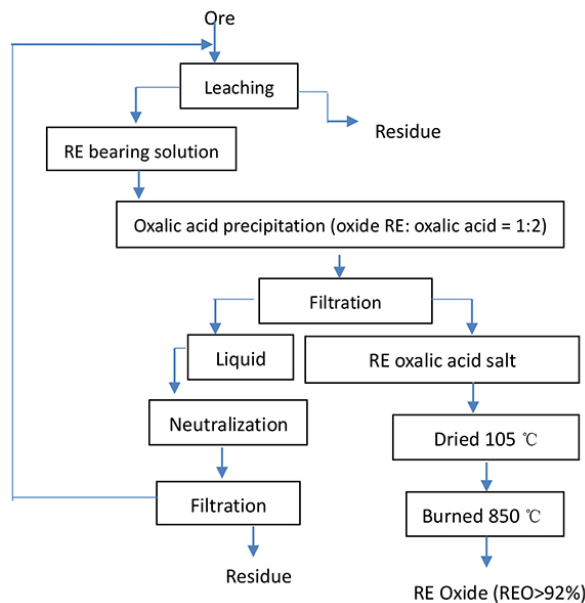 Ore
Leaching
Residue
RE bearing solution
Oxalic acid precipitation (oxide RE: oxalic acid = 1:2)
Filtration
Liquid
RE oxalic acid salt
Neutralization
Dried 105 ℃
Filtration
Burned 850 ℃
Residue
RE Oxide (REO>92%)